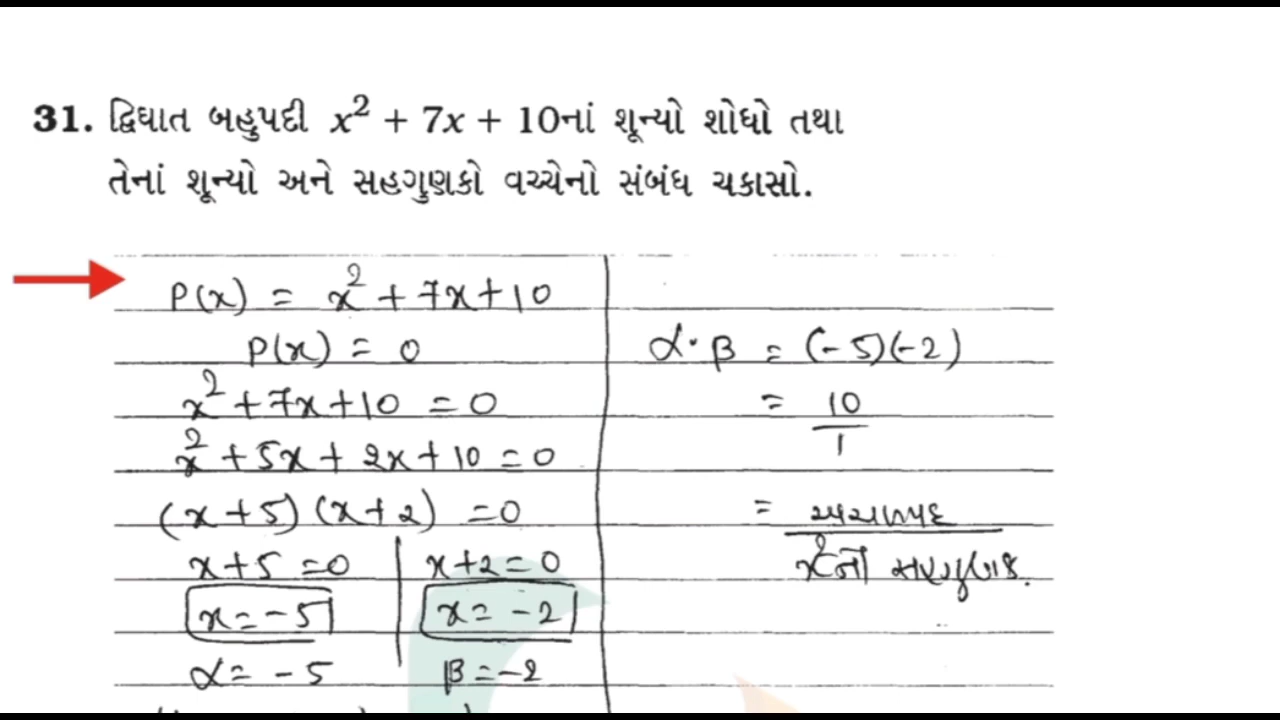 31. દ્વિઘાત બહુપદી x² + 7x + 10નાં શૂન્યો શોધો તથા
તેનાં શૂન્યો અને સહગુણકો વચ્ચેનો સંબંધ ચકાસો.
P(x) = x² + 7x + 10
P(x) = 0
x² + 7x + 10 = 0
x² + 5x + 2x + 10 = 0
(x + 5) (x + 2) = 0
x + 5 = 0 | x + 2 = 0
x = -5 | x = -2
α = -5 β = -2
α · β = (-5)(-2)
= 10
1
= અચળપદ
x²નો સહગુણક.